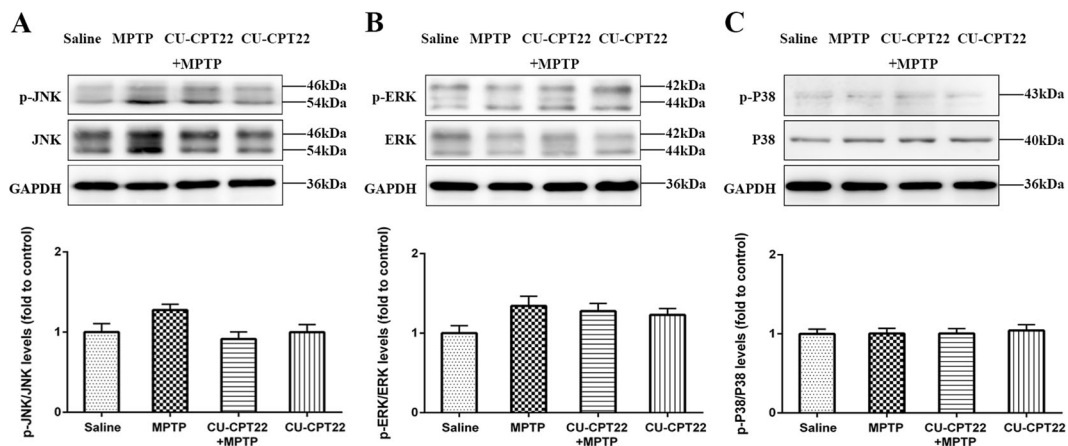 A
Saline MPTP CU-CPT22 CU-CPT22
+MPTP
p-JNK
46kDa
54kDa
JNK
46kDa
54kDa
GAPDH
36kDa
p-JNK/JNK levels (fold to control)
2
1
0
Saline MPTP CU-CPT22 CU-CPT22
+MPTP
B
Saline MPTP CU-CPT22 CU-CPT22
+MPTP
p-ERK
42kDa
44kDa
ERK
42kDa
44kDa
GAPDH
36kDa
p-ERK/ERK levels (fold to control)
2
1
0
Saline MPTP CU-CPT22 CU-CPT22
+MPTP
C
Saline MPTP CU-CPT22 CU-CPT22
+MPTP
p-P38
43kDa
P38
40kDa
GAPDH
36kDa
p-P38/P38 levels (fold to control)
2
1
0
Saline MPTP CU-CPT22 CU-CPT22
+MPTP